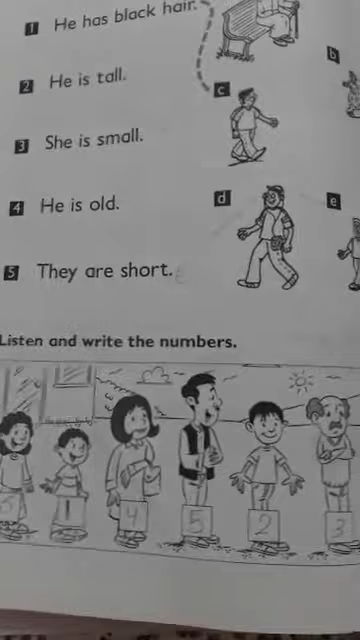 1 He has black hair.
b
2 He is tall.
c
3 She is small.
d
e
4 He is old.
5 They are short.
Listen and write the numbers.
1 4 5 2 3